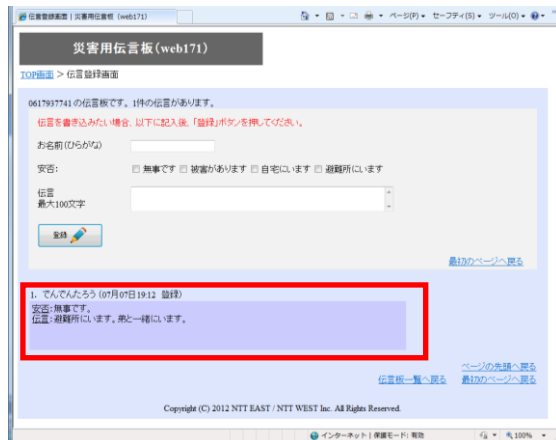 伝言登録画面 | 災害用伝言板 (web171)
ページ(P) セーフティ(S) ツール(O)
災害用伝言板(web171)
TOP画面 > 伝言登録画面
0617937741 の伝言板です。1件の伝言があります。
伝言を書き込みたい場合、以下に記入後、「登録」ボタンを押してください。
お名前(ひらがな)
安否: 無事です 被害があります 自宅にいます 避難所にいます
伝言
最大100文字
登録
最初のページへ戻る
1. でんでんたろう (07月07日19:12 登録)
安否:無事です。
伝言:避難所にいます。弟と一緒にいます。
ページの先頭へ戻る
伝言板一覧へ戻る 最初のページへ戻る
Copyright (C) 2012 NTT EAST / NTT WEST Inc. All Rights Reserved.
インターネット | 保護モード: 有効 100%